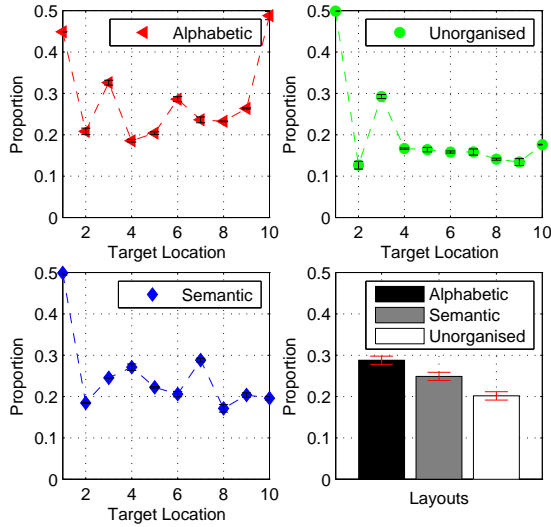 Alphabetic
Proportion
0.5
0.4
0.3
0.2
0.1
0
2 4 6 8 10
Target Location
Unorganised
Proportion
0.5
0.4
0.3
0.2
0.1
0
2 4 6 8 10
Target Location
Semantic
Proportion
0.5
0.4
0.3
0.2
0.1
0
2 4 6 8 10
Target Location
Alphabetic
Semantic
Unorganised
Proportion
0.5
0.4
0.3
0.2
0.1
0
Layouts